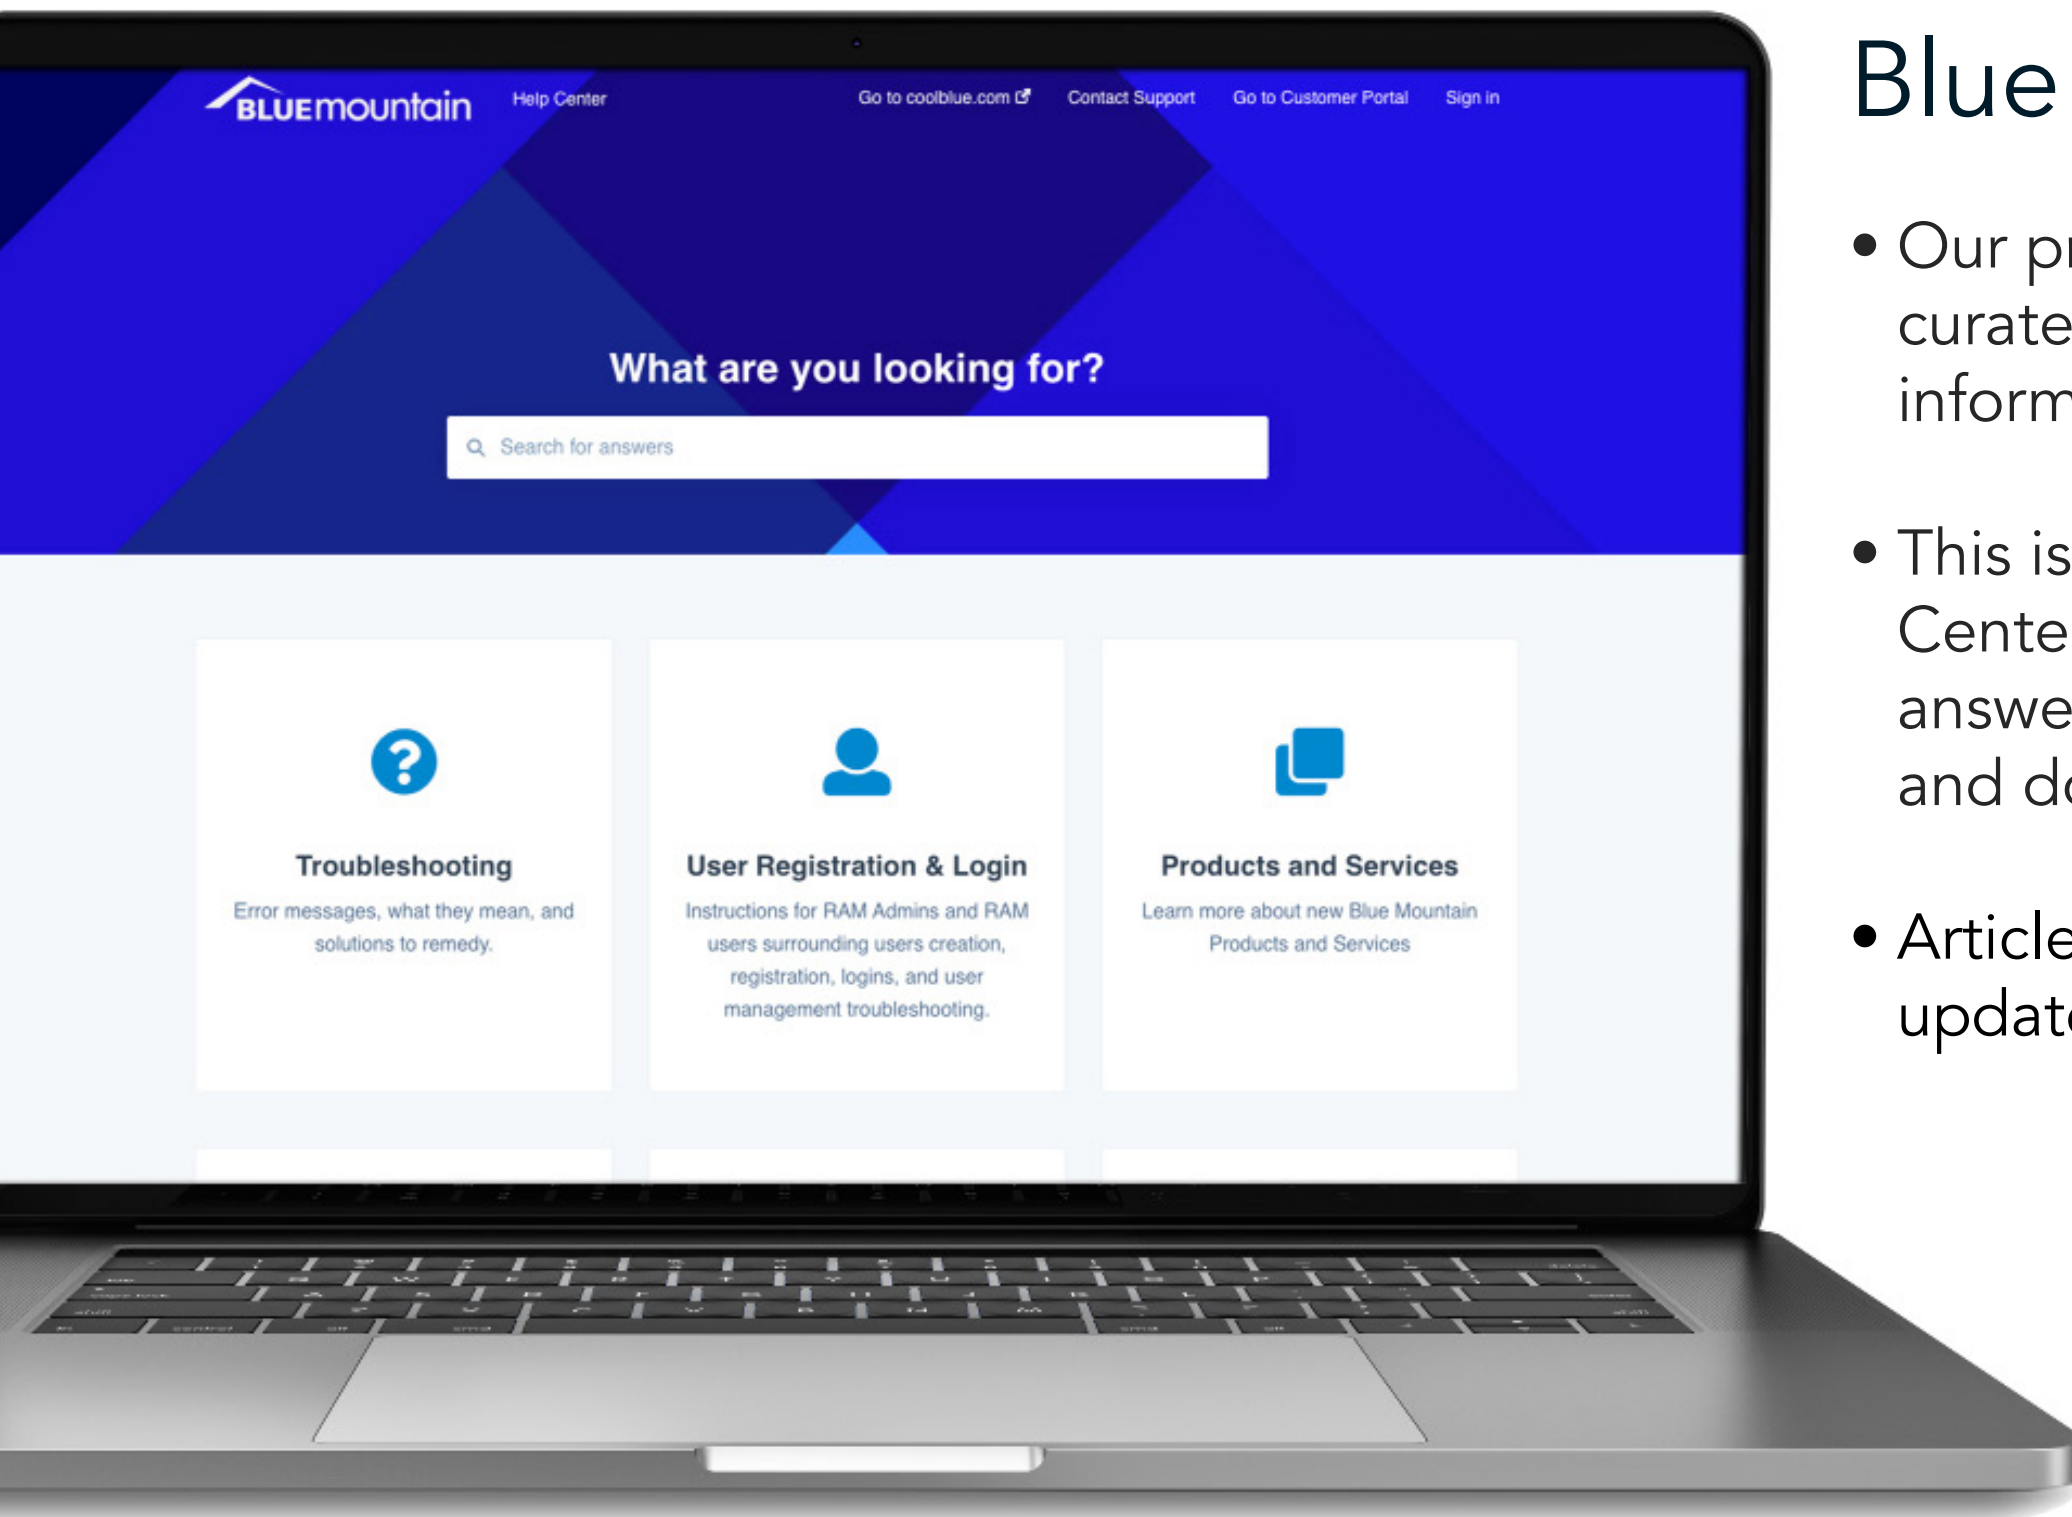 BLUEmountain
Help Center
Go to coolblue.com
Contact Support
Go to Customer Portal
Sign in
What are you looking for?
Search for answers
Troubleshooting
Error messages, what they mean, and
solutions to remedy.
User Registration & Login
Instructions for RAM Admins and RAM
users surrounding users creation,
registration, logins, and user
management troubleshooting.
Products and Services
Learn more about new Blue Mountain
Products and Services
Blue
• Our pr
curate
inform
• This is
Cente
answe
and do
• Article
update